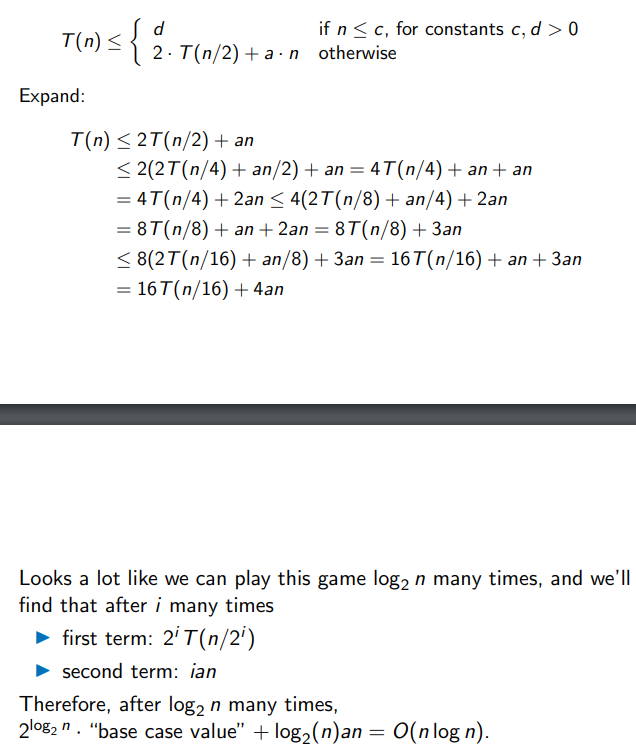 T(n) ≤ { d if n ≤ c, for constants c, d > 0
2 · T(n/2) + a · n otherwise
Expand:
T(n) ≤ 2T(n/2) + an
≤ 2(2T(n/4) + an/2) + an = 4T(n/4) + an + an
= 4T(n/4) + 2an ≤ 4(2T(n/8) + an/4) + 2an
= 8T(n/8) + an + 2an = 8T(n/8) + 3an
≤ 8(2T(n/16) + an/8) + 3an = 16T(n/16) + an + 3an
= 16T(n/16) + 4an
Looks a lot like we can play this game log₂ n many times, and we'll
find that after i many times
▶ first term: 2ⁱT(n/2ⁱ)
▶ second term: ian
Therefore, after log₂ n many times,
2^{log₂ n} · “base case value” + log₂(n)an = O(n log n).